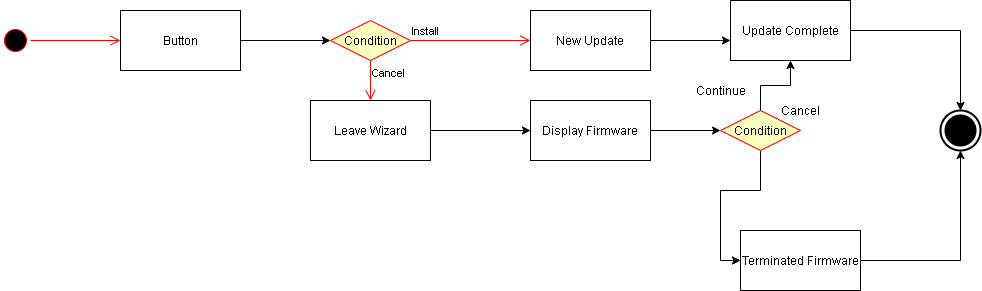 Button
Condition
Install
New Update
Update Complete
Cancel
Leave Wizard
Display Firmware
Continue
Cancel
Condition
Terminated Firmware